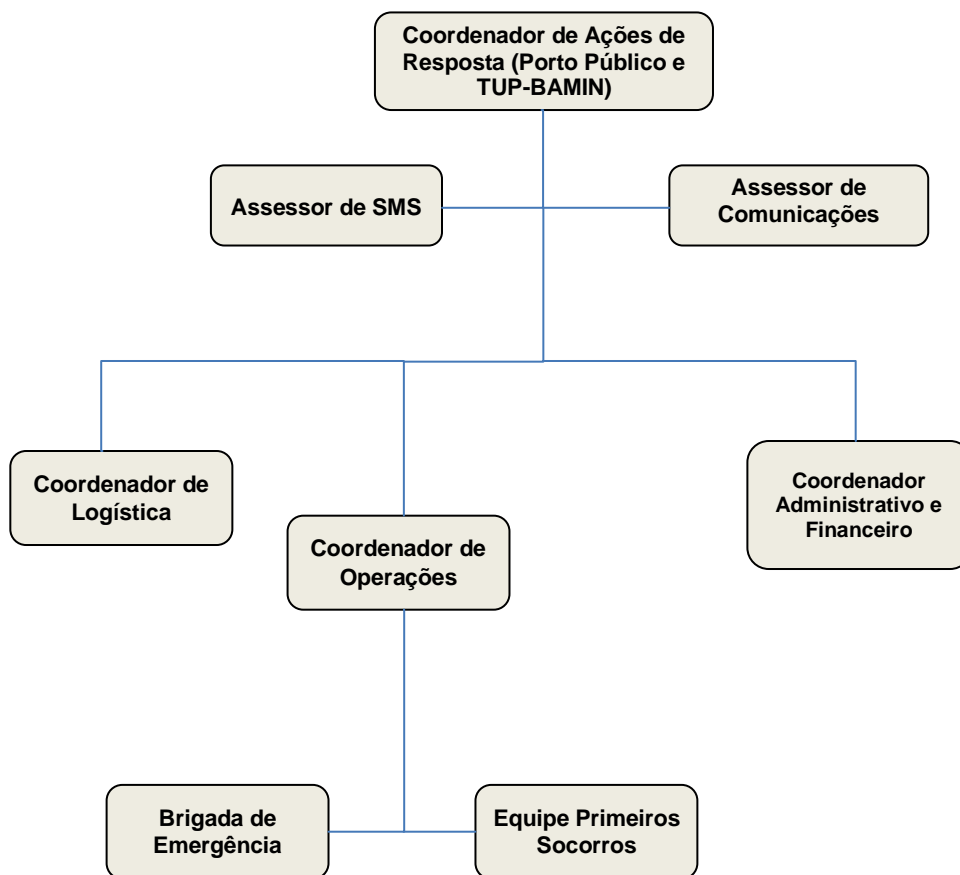 Coordenador de Ações de
Resposta (Porto Público e
TUP-BAMIN)
Assessor de SMS
Assessor de
Comunicações
Coordenador de
Logística
Coordenador de
Operações
Coordenador
Administrativo e
Financeiro
Brigada de
Emergência
Equipe Primeiros
Socorros